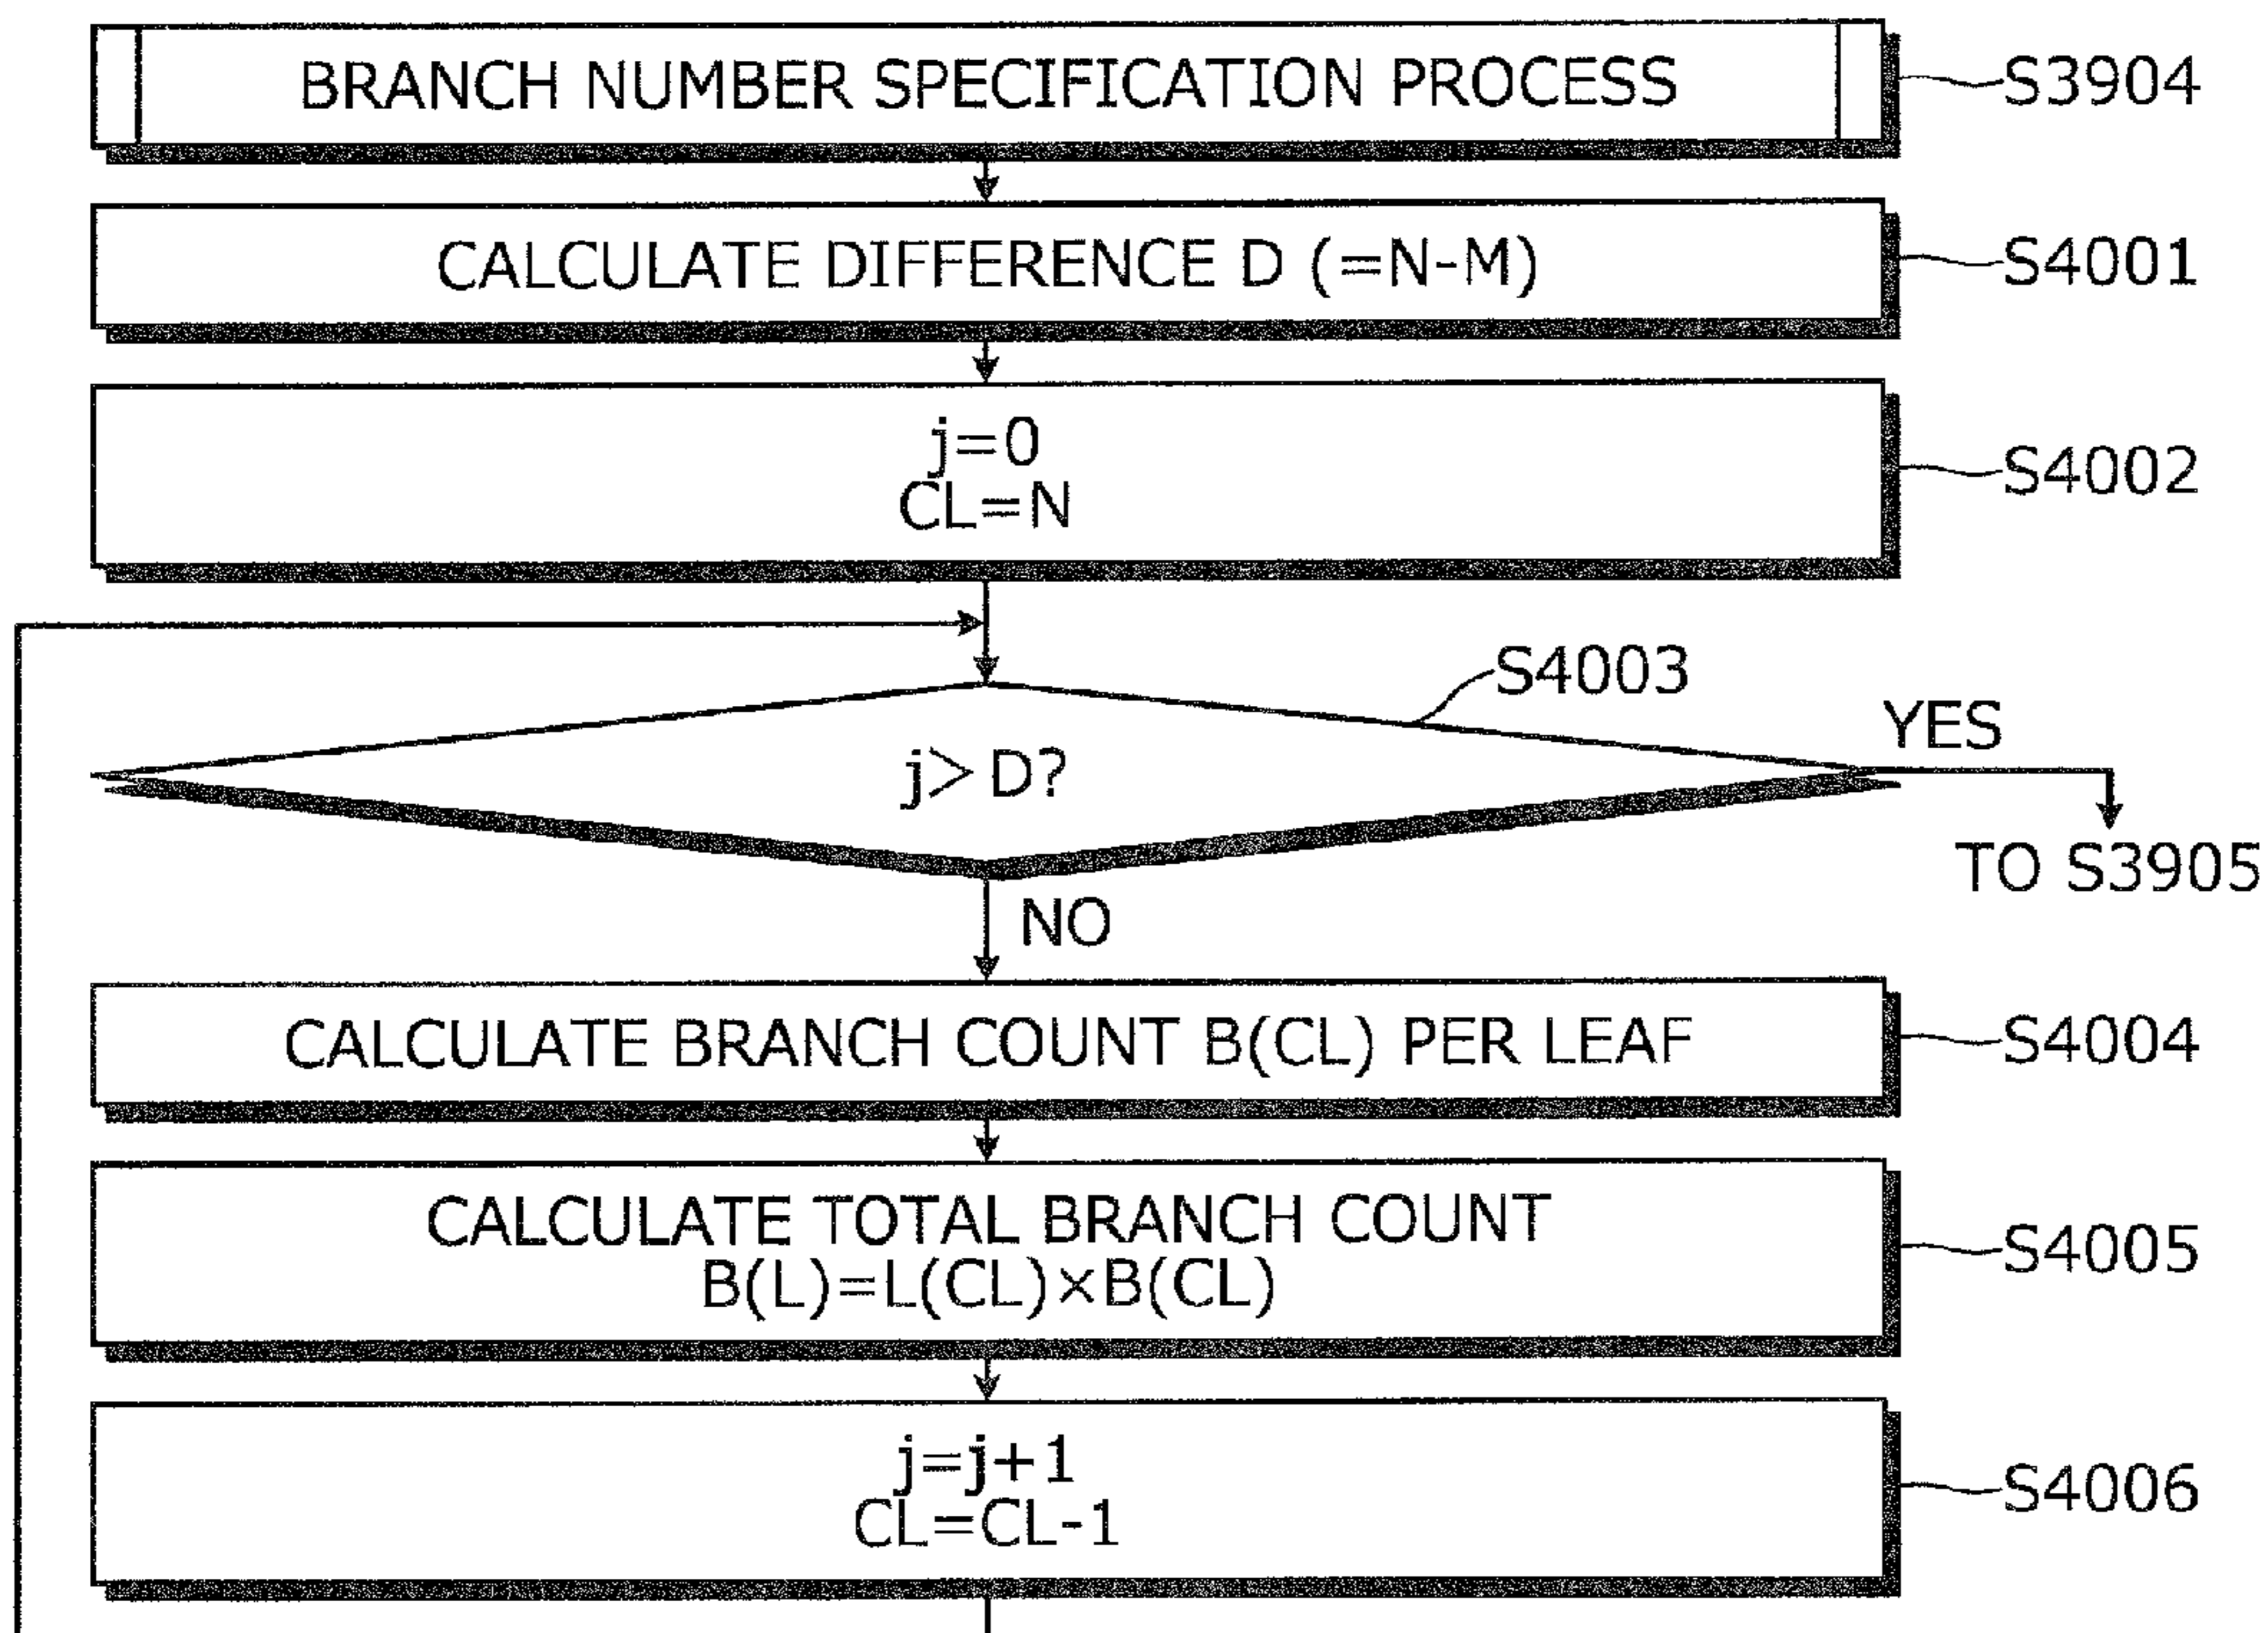 BRANCH NUMBER SPECIFICATION PROCESS
S3904
CALCULATE DIFFERENCE D (=N-M)
S4001
j=0
CL=N
S4002
S4003
j> D?
YES
TO S3905
NO
CALCULATE BRANCH COUNT B(CL) PER LEAF
S4004
CALCULATE TOTAL BRANCH COUNT
B(L)=L(CL)×B(CL)
S4005
j=j+1
CL=CL-1
S4006